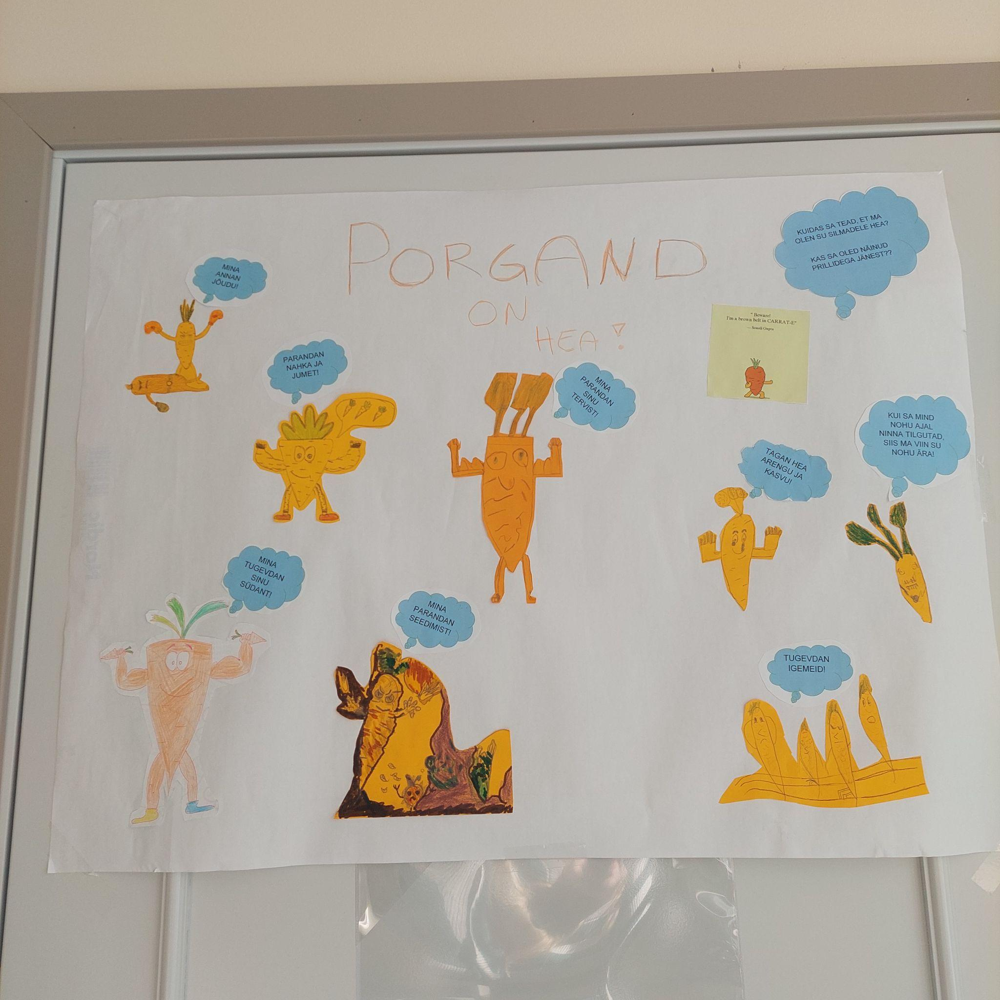 PORGAND
ON
HEA!
KUIDAS SA TEAD, ET MA
OLEN SU SILMADELE HEA?
KAS SA OLED NÄINUD
PRILLIDEGA JÄNEST??
MINA
ANNAN
JÕUDU!
" Beware!
I'm a brown belt in CARRAT-E"
— Sonali Gupta
PARANDAN
NAHKA JA
JUMET!
MINA
PARANDAN
SINU
TERVIST!
KUI SA MIND
NOHU AJAL
NINNA TILGUTAD,
SIIS MA VIIN SU
NOHU ÄRA!
TAGAN HEA
ARENGU JA
KASVU!
MINA
TUGEVDAN
SINU
SÜDANT!
MINA
PARANDAN
SEEDIMIST!
TUGEVDAN
IGEMEID!